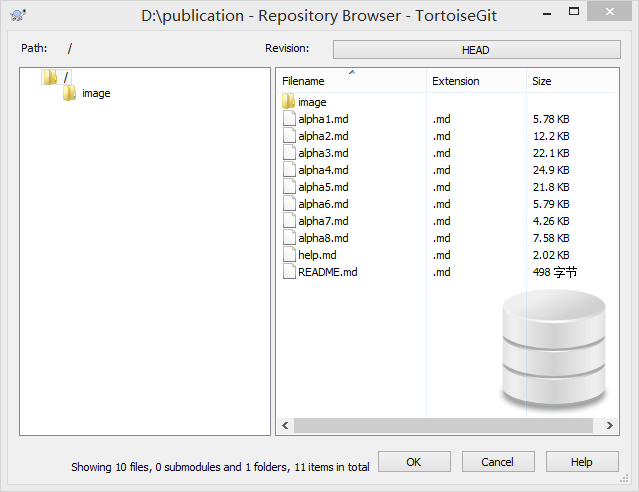 D:\publication - Repository Browser - TortoiseGit
Path: / Revision: HEAD
/
image
Filename Extension Size
image
alpha1.md .md 5.78 KB
alpha2.md .md 12.2 KB
alpha3.md .md 22.1 KB
alpha4.md .md 24.9 KB
alpha5.md .md 21.8 KB
alpha6.md .md 5.79 KB
alpha7.md .md 4.26 KB
alpha8.md .md 7.58 KB
help.md .md 2.02 KB
README.md .md 498 字节
Showing 10 files, 0 submodules and 1 folders, 11 items in total
OK Cancel Help